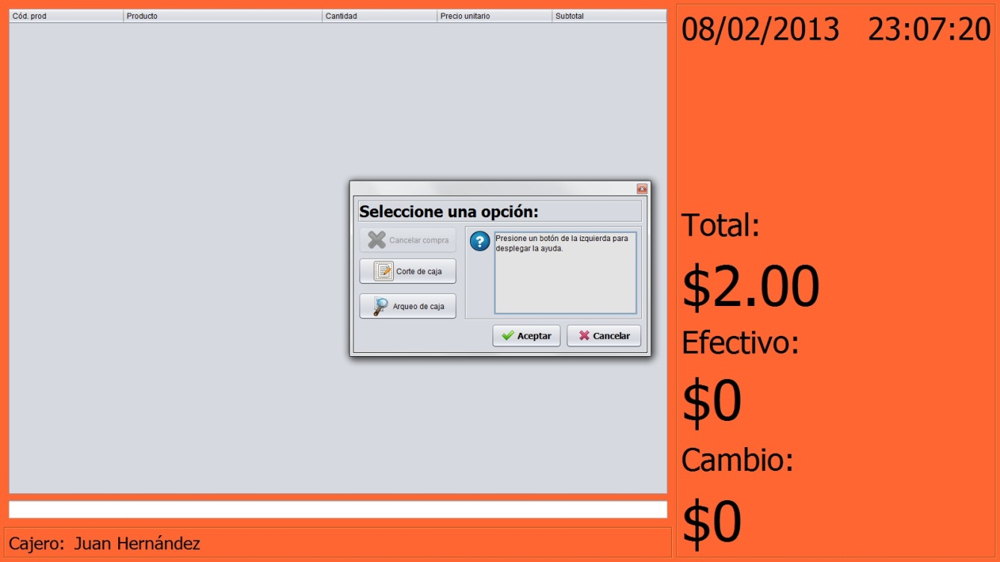 Cód. prod Producto Cantidad Precio unitario Subtotal
08/02/2013 23:07:20
Seleccione una opción:
Cancelar compra
Corte de caja
Arqueo de caja
Presione un botón de la izquierda para
desplegar la ayuda.
Aceptar Cancelar
Total:
$2.00
Efectivo:
$0
Cambio:
$0
Cajero: Juan Hernández